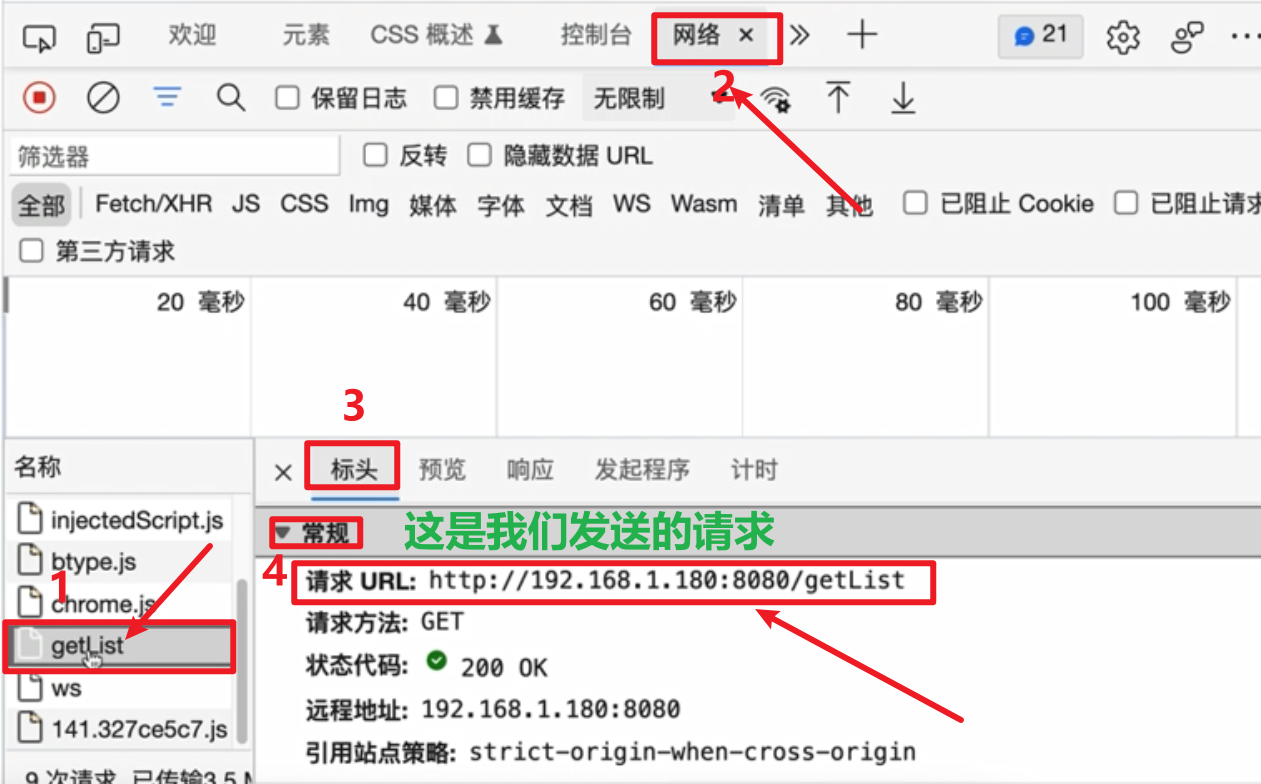 欢迎 元素 CSS 概述 控制台 网络 × » + 21
2
保留日志 禁用缓存 无限制
筛选器 反转 隐藏数据 URL
全部 Fetch/XHR JS CSS Img 媒体 字体 文档 WS Wasm 清单 其他 已阻止 Cookie 已阻止请求
第三方请求
20 毫秒 40 毫秒 60 毫秒 80 毫秒 100 毫秒
3
名称 × 标头 预览 响应 发起程序 计时
injectedScript.js
常规 这是我们发送的请求
btype.js
4 请求 URL: http://192.168.1.180:8080/getList
1
chrome.js
请求方法: GET
getList
状态代码: 200 OK
ws
远程地址: 192.168.1.180:8080
141.327ce5c7.js
引用站点策略: strict-origin-when-cross-origin
9 次请求 已传输3.5 M